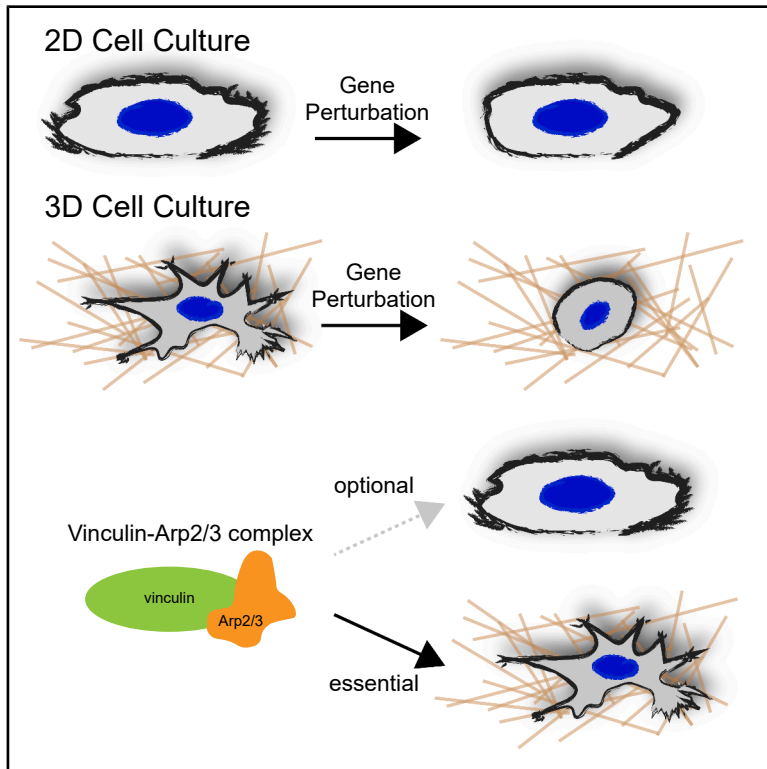 2D Cell Culture
Gene
Perturbation
3D Cell Culture
Gene
Perturbation
optional
Vinculin-Arp2/3 complex
vinculin
Arp2/3
essential